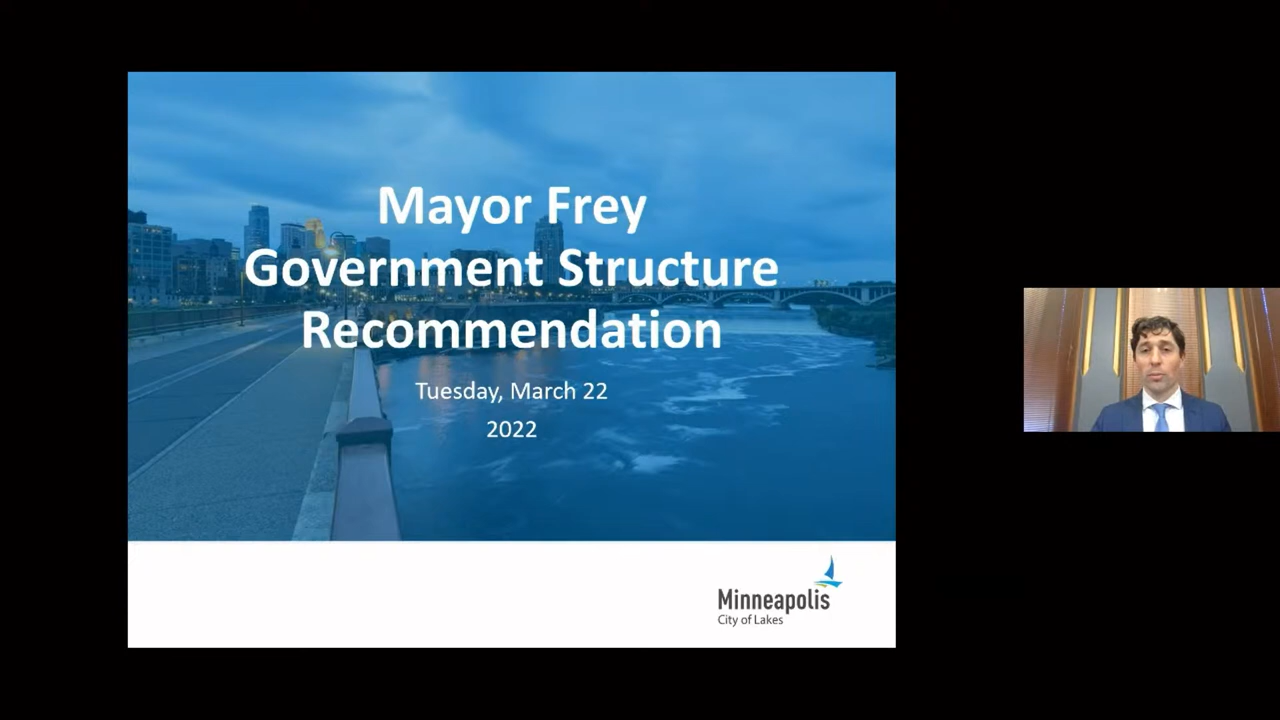 Mayor Frey
Government Structure
Recommendation
Tuesday, March 22
2022
Minneapolis
City of Lakes